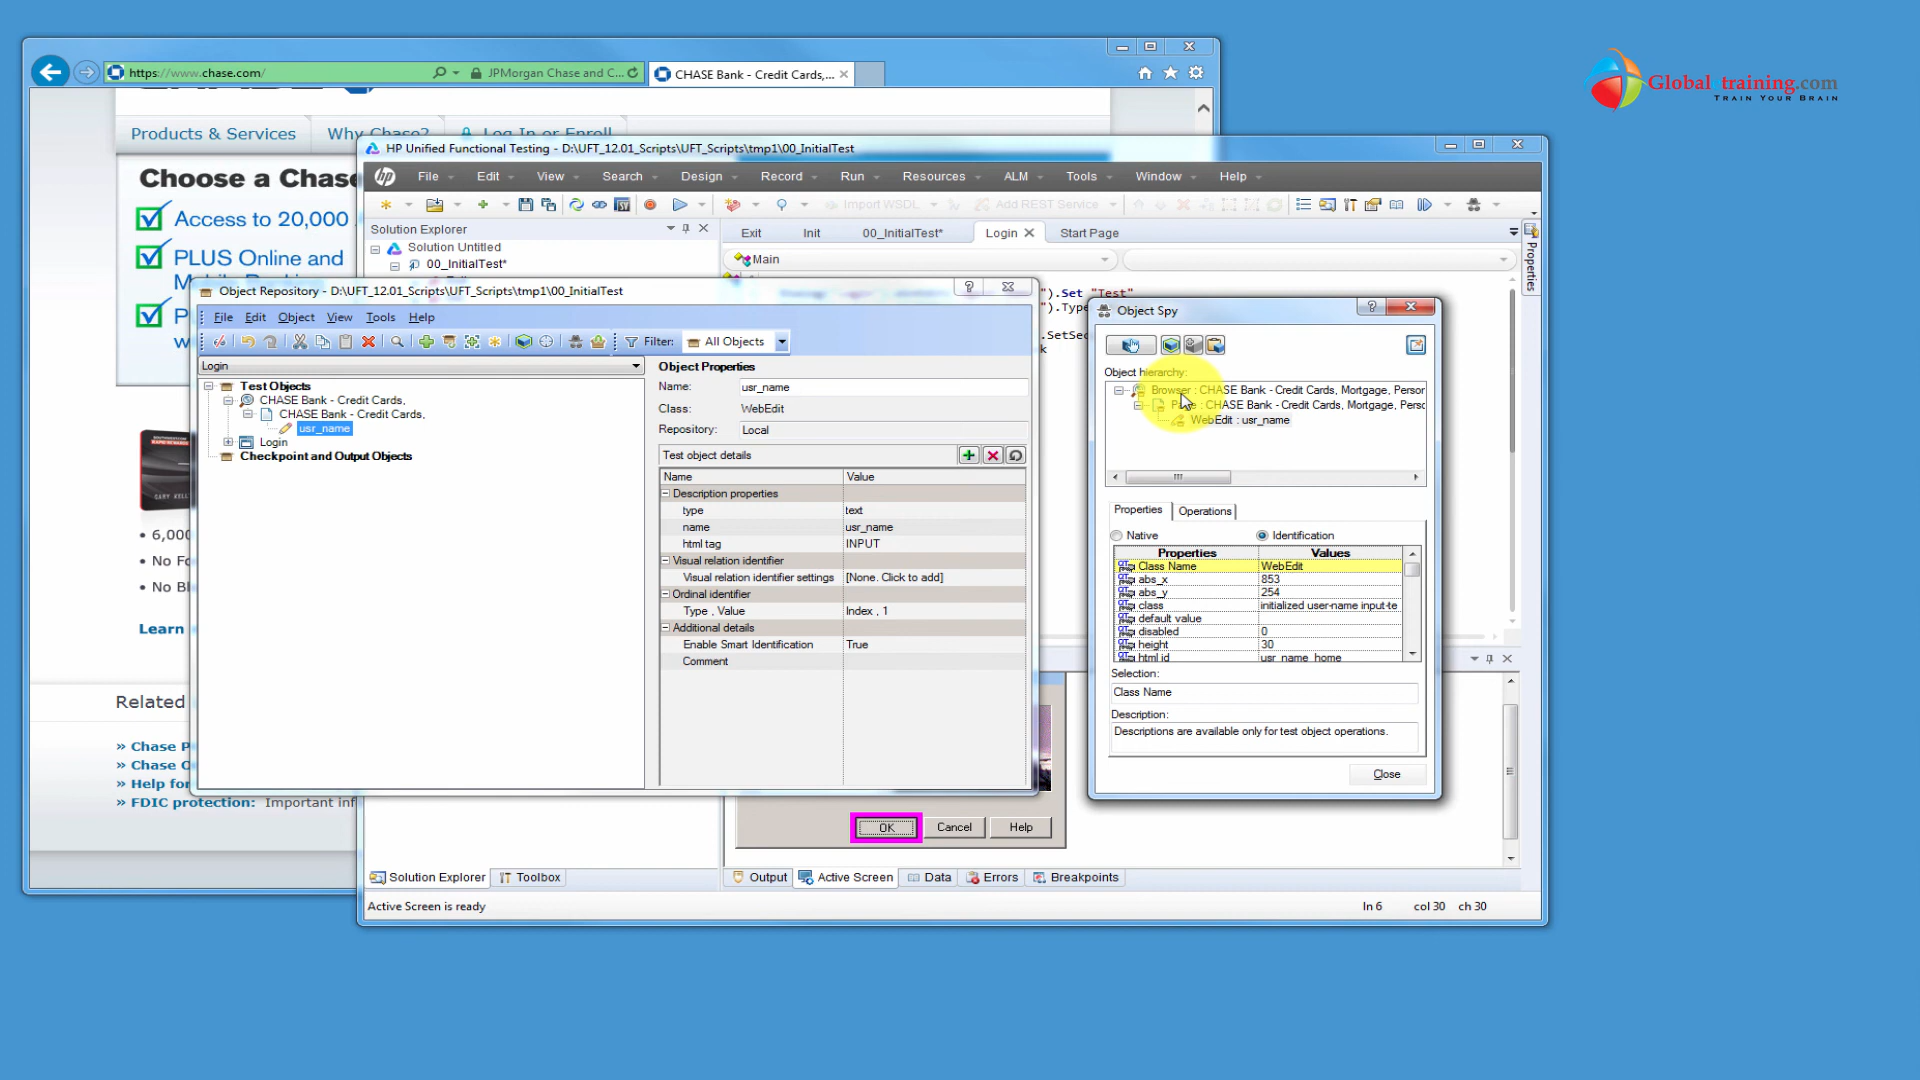 https://www.chase.com/
JPMorgan Chase and C...
CHASE Bank - Credit Cards,...
Global training.com
TRAIN YOUR BRAIN
Products & Services
Why Chase?
Log In or Enroll
HP Unified Functional Testing - D:\UFT_12.01_Scripts\UFT_Scripts\tmp1\00_InitialTest
File Edit View Search Design Record Run Resources ALM Tools Window Help
Import WSDL
Add REST Service
Choose a Chas
Access to 20,000
PLUS Online and
Solution Explorer
Solution Untitled
00_InitialTest*
Exit Init 00_InitialTest* Login Start Page
Main
Properties
").Set "Test"
").Type
.SetSec
Object Repository - D:\UFT_12.01_Scripts\UFT_Scripts\tmp1\00_InitialTest
File Edit Object View Tools Help
Filter: All Objects
Login
Test Objects
CHASE Bank - Credit Cards,
CHASE Bank - Credit Cards,
usr_name
Login
Checkpoint and Output Objects
Object Properties
Name: usr_name
Class: WebEdit
Repository: Local
Test object details
Name Value
Description properties
type text
name usr_name
html tag INPUT
Visual relation identifier
Visual relation identifier settings [None. Click to add]
Ordinal identifier
Type , Value Index , 1
Additional details
Enable Smart Identification True
Comment
Object Spy
Object hierarchy:
Browser : CHASE Bank - Credit Cards, Mortgage, Person
: CHASE Bank - Credit Cards, Mortgage, Perso
WebEdit : usr_name
Properties Operations
Native Identification
Properties Values
Class Name WebEdit
abs_x 853
abs_y 254
class initialized user-name input-te
default value
disabled 0
height 30
html id usr_name_home
Selection:
Class Name
Description:
Descriptions are available only for test object operations.
Close
• 6,000
• No Fo
• No Bl
Learn
Related
» Chase P
» Chase C
» Help for
» FDIC protection: Important inf
OK Cancel Help
Solution Explorer Toolbox
Output Active Screen Data Errors Breakpoints
Active Screen is ready
ln 6 col 30 ch 30